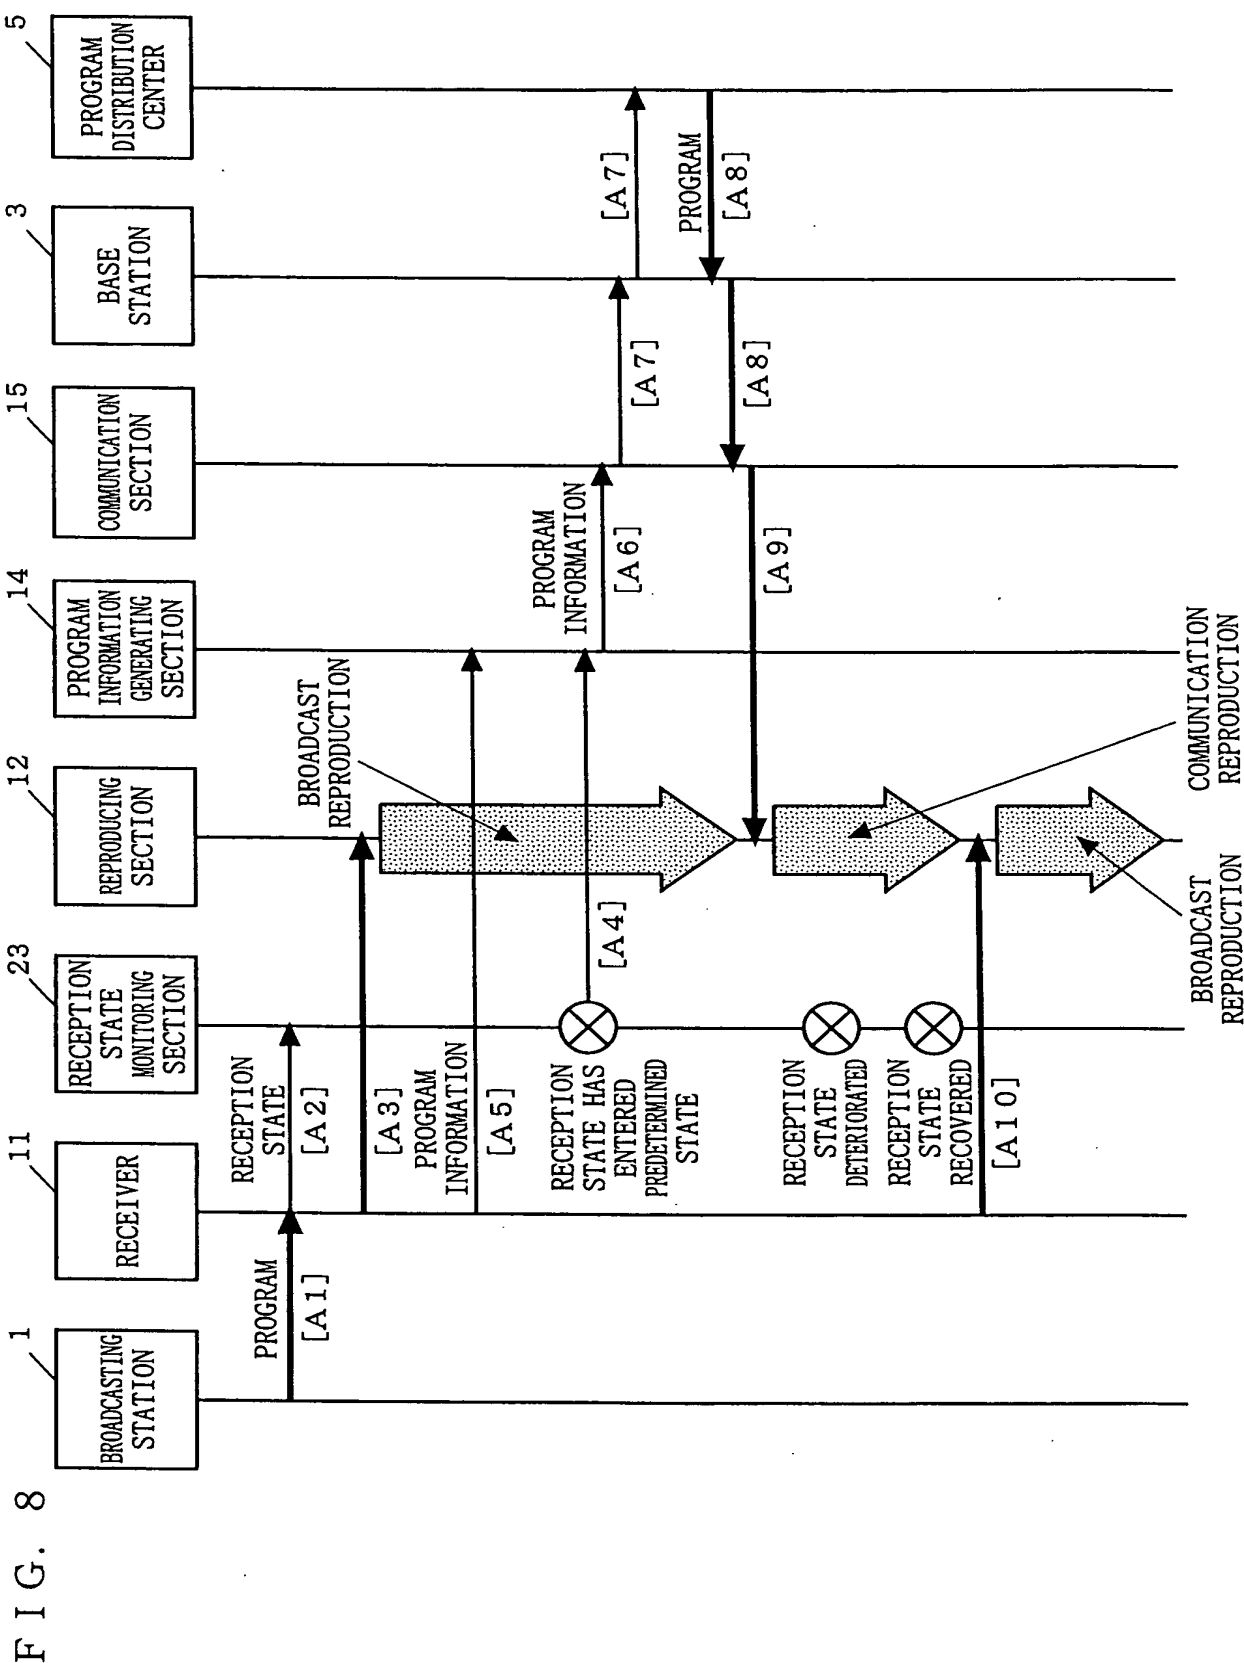 FIG. 8
1
11
23
12
14
15
3
5
BROADCASTING
STATION
RECEIVER
RECEPTION
STATE
MONITORING
SECTION
REPRODUCING
SECTION
PROGRAM
INFORMATION
GENERATING
SECTION
COMMUNICATION
SECTION
BASE
STATION
PROGRAM
DISTRIBUTION
CENTER
PROGRAM
[A1]
RECEPTION
STATE
[A2]
[A3]
BROADCAST
REPRODUCTION
PROGRAM
INFORMATION
[A5]
RECEPTION
STATE HAS
ENTERED
PREDETERMINED
STATE
[A4]
PROGRAM
INFORMATION
[A6]
[A7]
[A7]
PROGRAM
[A8]
[A8]
[A9]
RECEPTION
STATE
DETERIORATED
RECEPTION
STATE
RECOVERED
[A10]
COMMUNICATION
REPRODUCTION
BROADCAST
REPRODUCTION